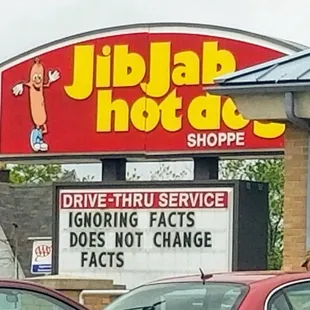 JibJab
hot dog
SHOPPE
DRIVE-THRU SERVICE
IGNORING FACTS
DOES NOT CHANGE
FACTS